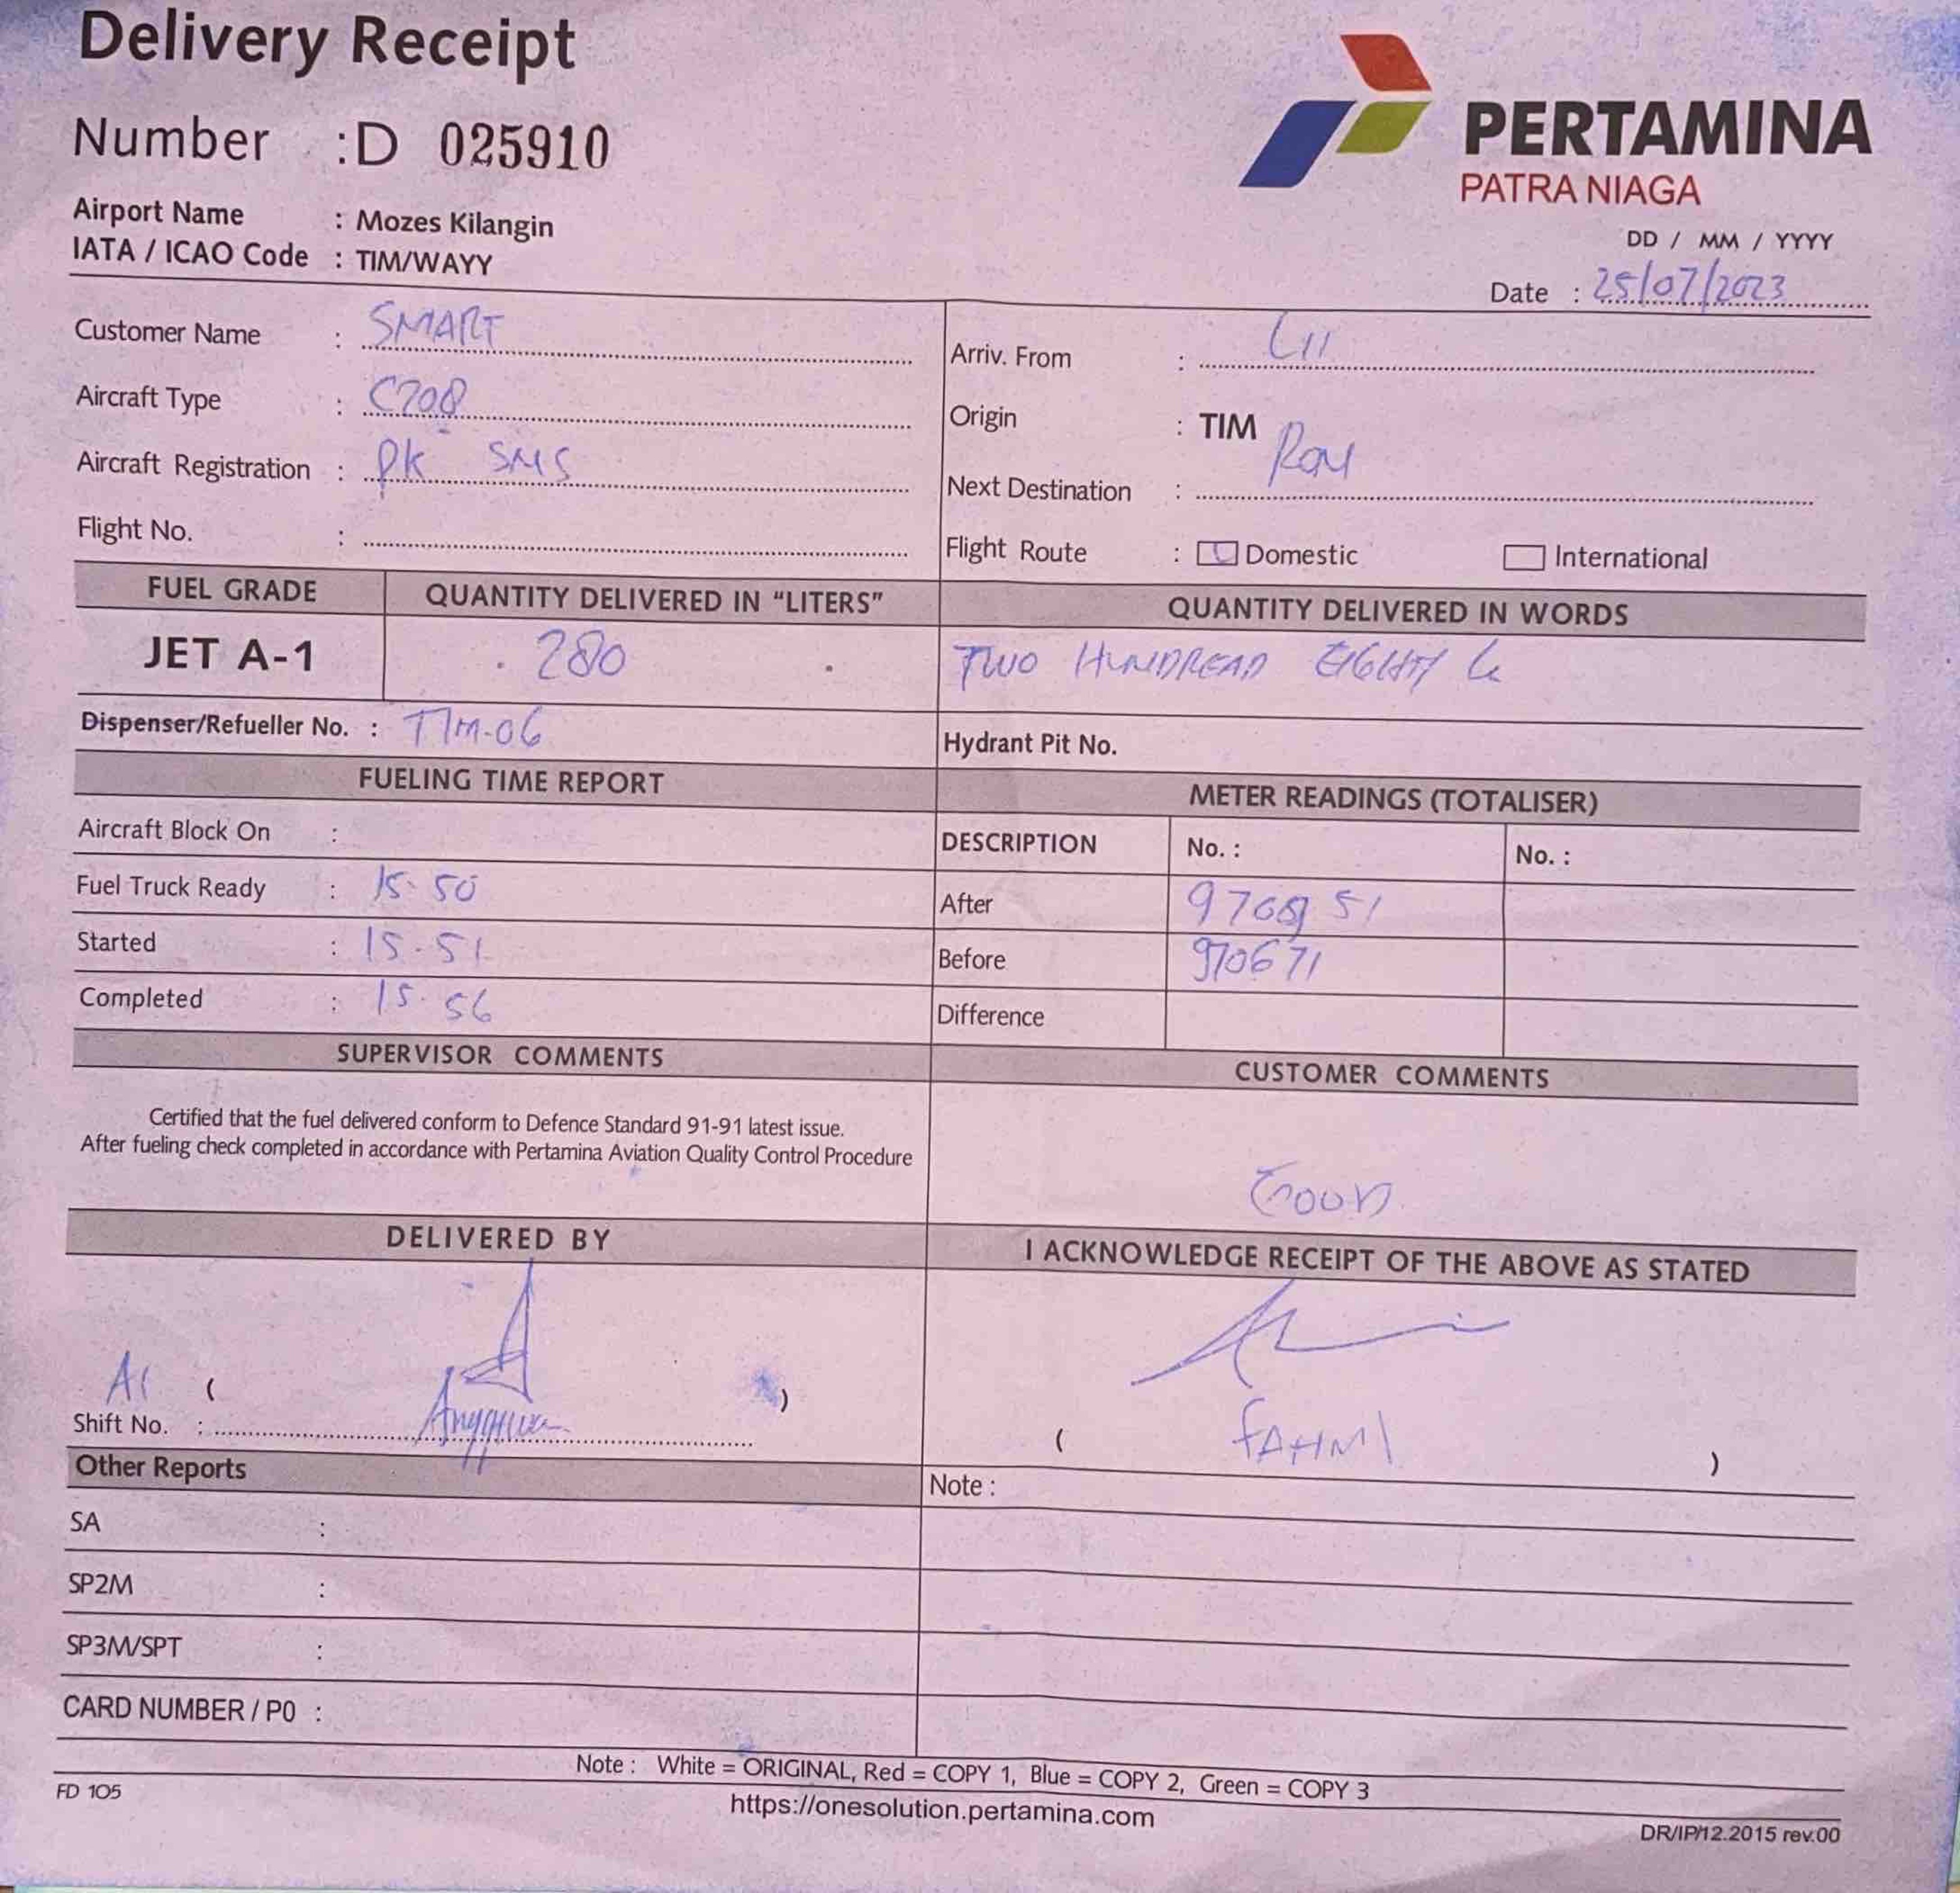 Delivery Receipt
Number : D 025910
PERTAMINA
PATRA NIAGA
Airport Name : Mozes Kilangin
IATA / ICAO Code : TIM/WAYY
DD / MM / YYYY
Date : 25/07/2023
Customer Name : SMART
Aircraft Type : C208
Aircraft Registration : PK SMS
Flight No. :
Arriv. From :
Origin : TIM
Next Destination :
Flight Route : Domestic International
FUEL GRADE QUANTITY DELIVERED IN "LITERS" QUANTITY DELIVERED IN WORDS
JET A-1 280 TWO HUNDREAD EIGHTY
Dispenser/Refueller No. : TIM-06 Hydrant Pit No.
FUELING TIME REPORT
Aircraft Block On :
Fuel Truck Ready : 15.50
Started : 15.51
Completed : 15.56
METER READINGS (TOTALISER)
DESCRIPTION No. : No. :
After
Before 970671
Difference
SUPERVISOR COMMENTS
Certified that the fuel delivered conform to Defence Standard 91-91 latest issue.
After fueling check completed in accordance with Pertamina Aviation Quality Control Procedure
CUSTOMER COMMENTS
GOOD
DELIVERED BY
( )
Shift No. :
I ACKNOWLEDGE RECEIPT OF THE ABOVE AS STATED
( FAHMI )
Other Reports
SA :
SP2M :
SP3M/SPT :
CARD NUMBER / P0 :
Note :
Note : White = ORIGINAL, Red = COPY 1, Blue = COPY 2, Green = COPY 3
FD 105
https://onesolution.pertamina.com
DR/IP/12.2015 rev.00